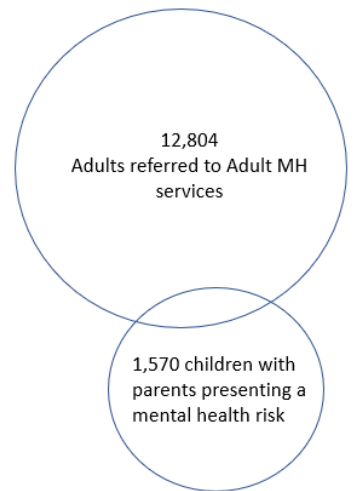 12,804
Adults referred to Adult MH
services
1,570 children with
parents presenting a
mental health risk